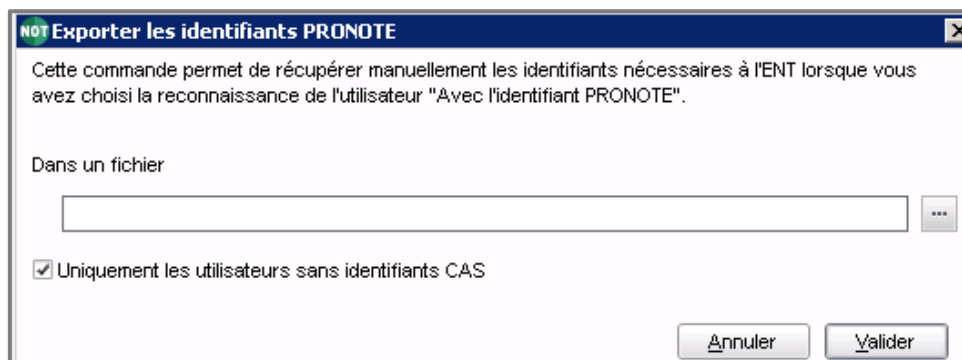 NOT Exporter les identifiants PRONOTE
Cette commande permet de récupérer manuellement les identifiants nécessaires à l'ENT lorsque vous
avez choisi la reconnaissance de l'utilisateur "Avec l'identifiant PRONOTE".
Dans un fichier
...
Uniquement les utilisateurs sans identifiants CAS
Annuler Valider